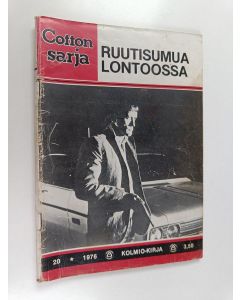 Cotton
sarja
RUUTISUMUA
LONTOOSSA
20 * 1976 KOLMIO-KIRJA 3,50